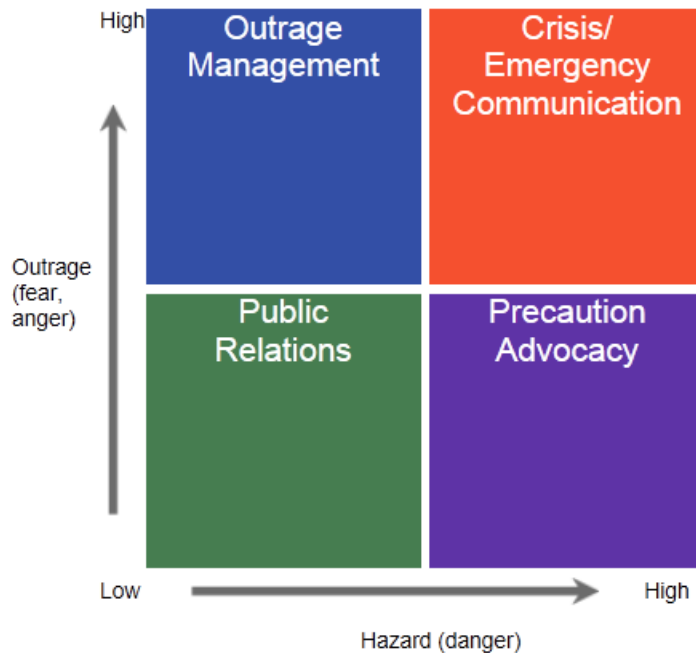 High
Outrage
Management
Crisis/
Emergency
Communication
Outrage
(fear,
anger)
Public
Relations
Precaution
Advocacy
Low
High
Hazard (danger)